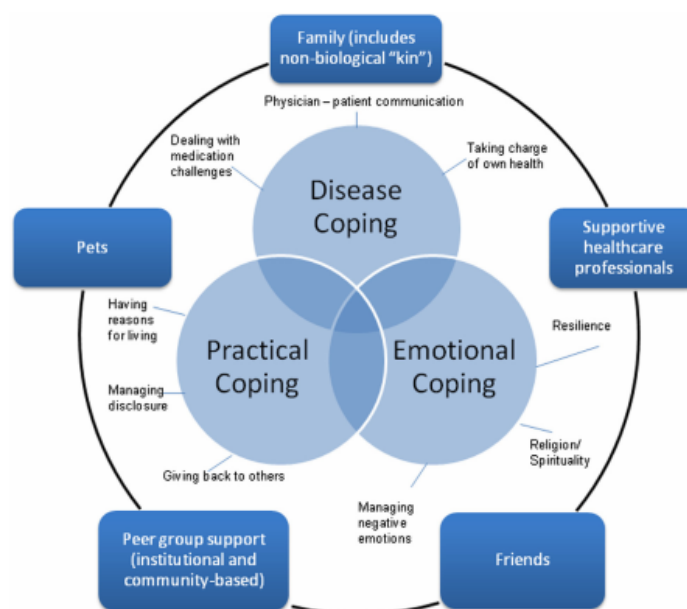 Family (includes
non-biological "kin")
Physician – patient communication
Dealing with
medication
challenges
Taking charge
of own health
Disease
Coping
Pets
Supportive
healthcare
professionals
Having
reasons
for living
Practical
Coping
Emotional
Coping
Resilience
Managing
disclosure
Religion/
Spirituality
Giving back to others
Managing
negative
emotions
Peer group support
(institutional and
community-based)
Friends